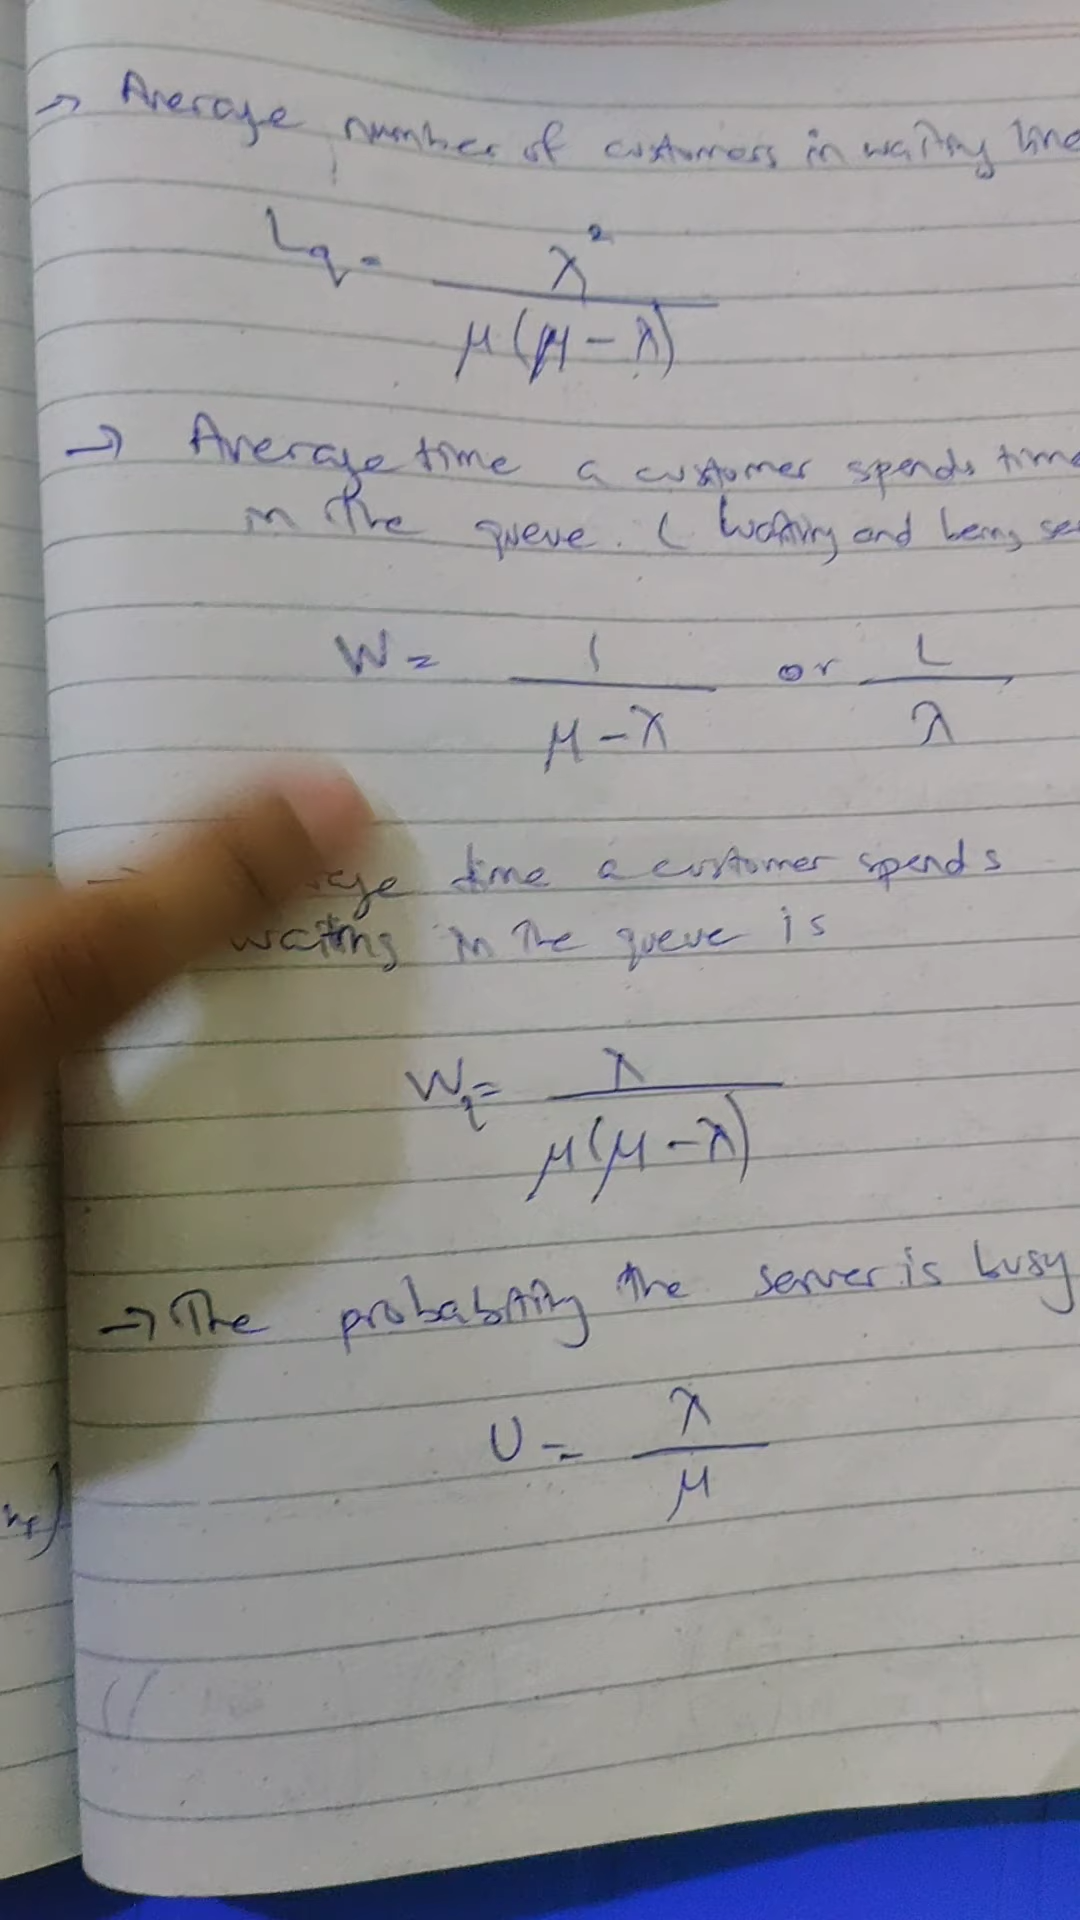 → Average number of customers in waiting line
Lq = λ² / μ(μ - λ)
→ Average time a customer spends time
in the queue. ( waiting and being
W = 1 / μ - λ or L / λ
time a customer spends
waiting in the queue is
Wq = λ / μ(μ - λ)
→ The probability the server is busy
U = λ / μ